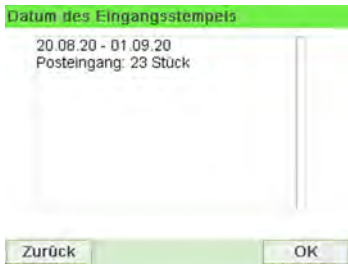 Datum des Eingangsstempels
20.08.20 - 01.09.20
Posteingang: 23 Stück
Zurück
OK